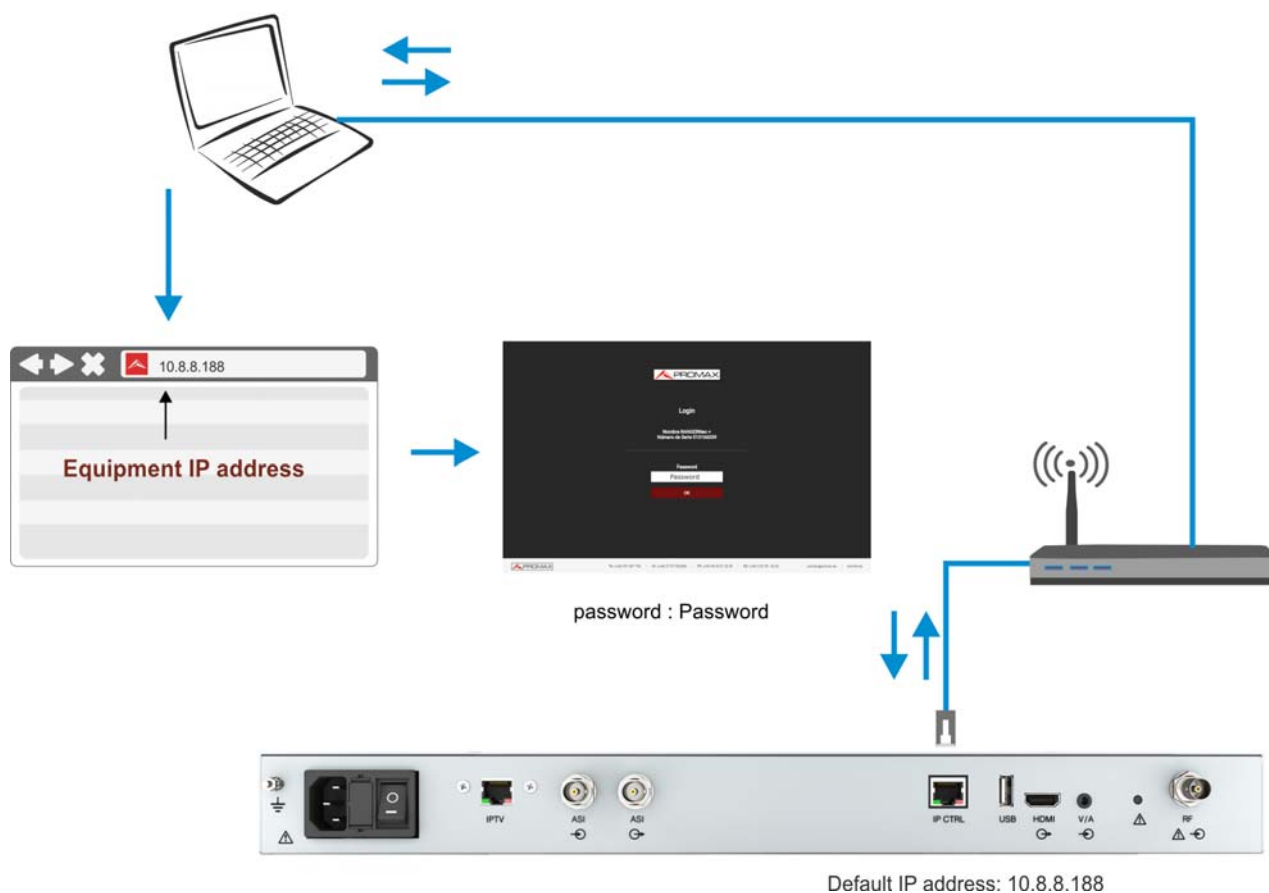 10.8.8.188
Equipment IP address
PROMAX
Login
Password
Password
OK
PROMAX
password : Password
IPTV
ASI
ASI
IP CTRL
USB
HDMI
V/A
RF
Default IP address: 10.8.8.188